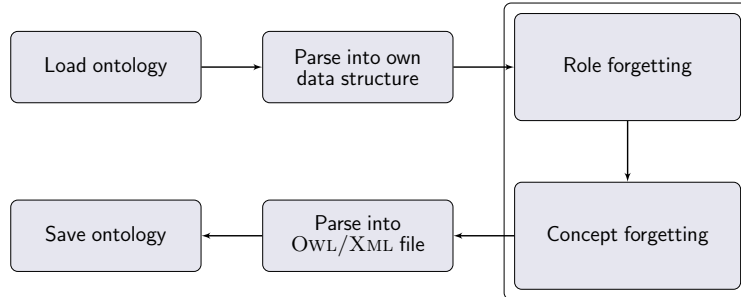 Load ontology
Parse into own
data structure
Role forgetting
Save ontology
Parse into
OWL/XML file
Concept forgetting